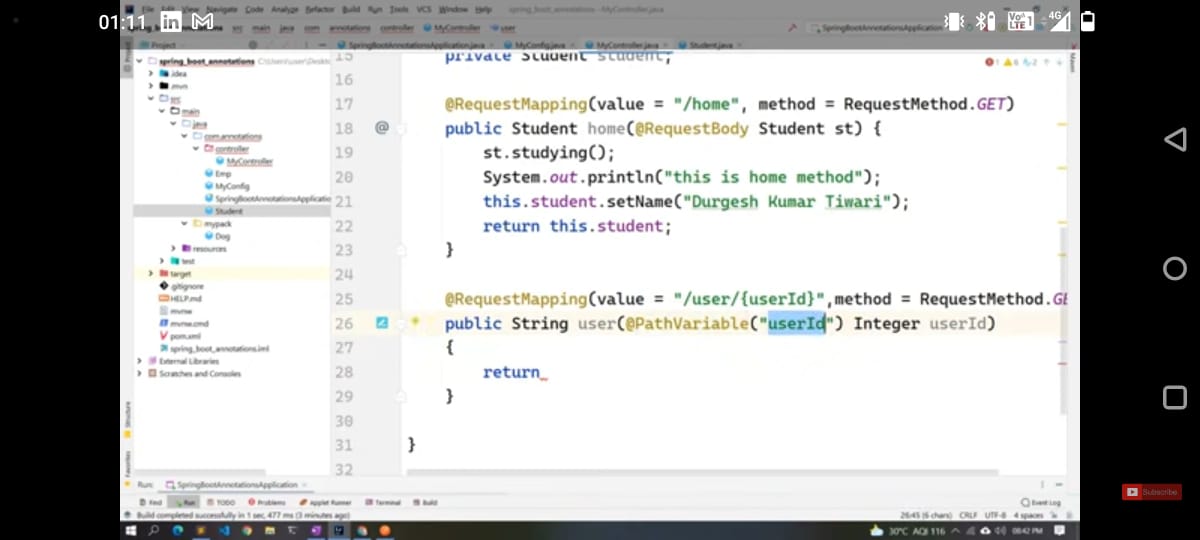 01:11
4G
File Edit View Navigate Code Analyze Refactor Build Run Tools VCS Window Help spring_boot_annotations - MyController.java
spring_boot_annotations src main java com annotations controller MyController user SpringBootAnnotationsApplication
Project SpringBootAnnotationsApplication.java MyConfig.java MyController.java Student.java
spring_boot_annotations
.idea
.mvn
src
main
java
com.annotations
controller
MyController
Emp
MyConfig
SpringBootAnnotationsApplicatio
Student
mypack
Dog
resources
test
target
.gitignore
HELP.md
mvnw
mvnw.cmd
pom.xml
spring_boot_annotations.iml
External Libraries
Scratches and Consoles
Structure
Favorites
Maven
15 private Student student;
16
17 @RequestMapping(value = "/home", method = RequestMethod.GET)
18 public Student home(@RequestBody Student st) {
19 st.studying();
20 System.out.println("this is home method");
21 this.student.setName("Durgesh Kumar Tiwari");
22 return this.student;
23 }
24
25 @RequestMapping(value = "/user/{userId}",method = RequestMethod.GE
26 public String user(@PathVariable("userId") Integer userId)
27 {
28 return
29 }
30
31 }
32
Run: SpringBootAnnotationsApplication
Find Run TODO Problems Applet Runner Terminal Build Event Log
Build completed successfully in 1 sec, 477 ms (3 minutes ago) 26:45 (6 chars) CRLF UTF-8 4 spaces
30°C AQI 116 08:42 PM
Subscribe